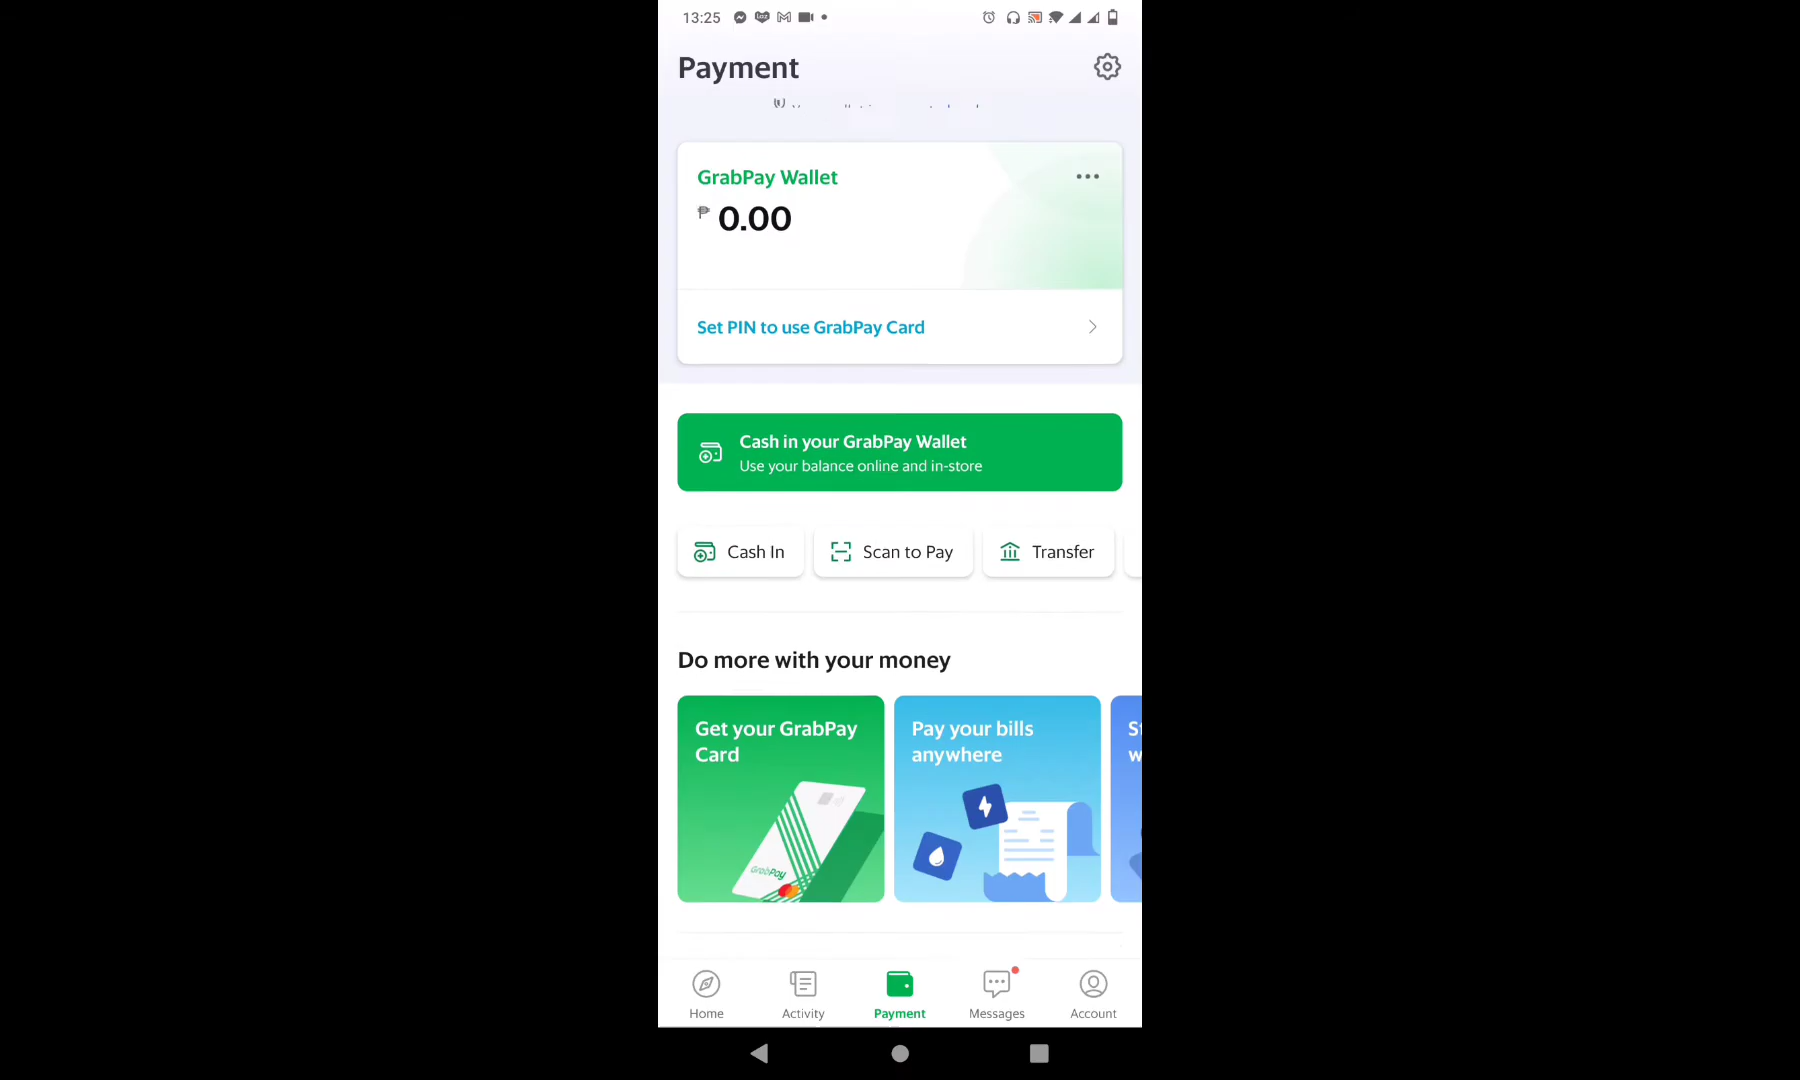 13:25
Payment
GrabPay Wallet
₱ 0.00
Set PIN to use GrabPay Card
Cash in your GrabPay Wallet
Use your balance online and in-store
Cash In
Scan to Pay
Transfer
Do more with your money
Get your GrabPay
Card
GrabPay
Pay your bills
anywhere
Home
Activity
Payment
Messages
Account